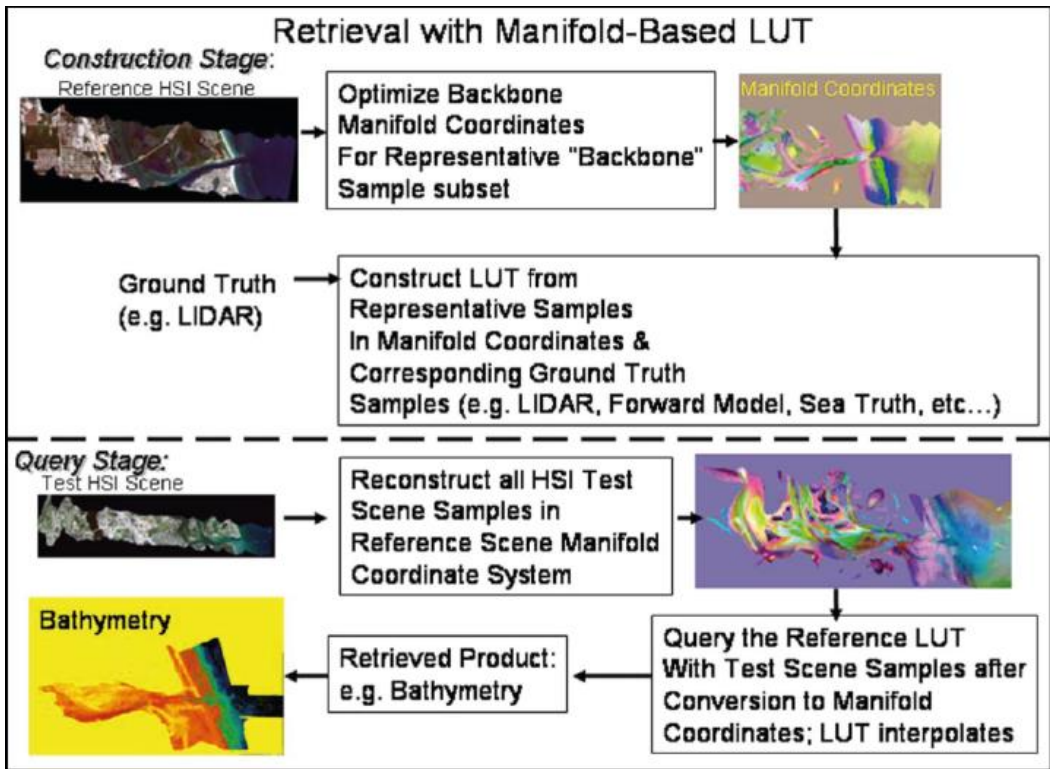 Retrieval with Manifold-Based LUT
Construction Stage:
Reference HSI Scene
Optimize Backbone
Manifold Coordinates
For Representative "Backbone"
Sample subset
Manifold Coordinates
Ground Truth
(e.g. LIDAR)
Construct LUT from
Representative Samples
In Manifold Coordinates &
Corresponding Ground Truth
Samples (e.g. LIDAR, Forward Model, Sea Truth, etc...)
Query Stage:
Test HSI Scene
Reconstruct all HSI Test
Scene Samples in
Reference Scene Manifold
Coordinate System
Query the Reference LUT
With Test Scene Samples after
Conversion to Manifold
Coordinates; LUT interpolates
Retrieved Product:
e.g. Bathymetry
Bathymetry